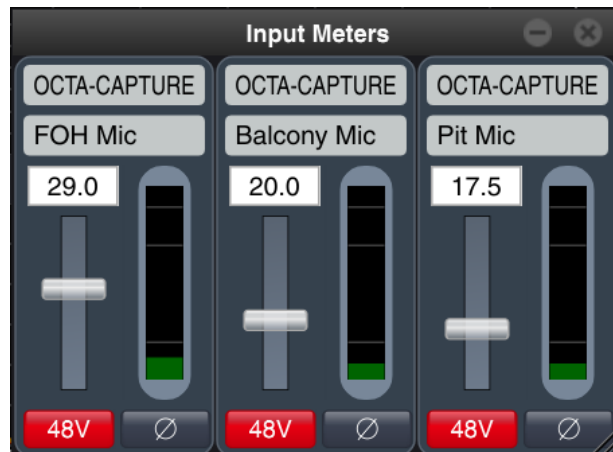 Input Meters
OCTA-CAPTURE
FOH Mic
29.0
48V
Ø
OCTA-CAPTURE
Balcony Mic
20.0
48V
Ø
OCTA-CAPTURE
Pit Mic
17.5
48V
Ø